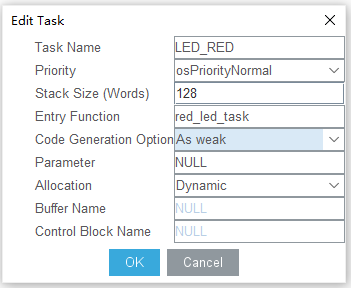 Edit Task
Task Name LED_RED
Priority osPriorityNormal
Stack Size (Words) 128
Entry Function red_led_task
Code Generation Option As weak
Parameter NULL
Allocation Dynamic
Buffer Name NULL
Control Block Name NULL
OK Cancel